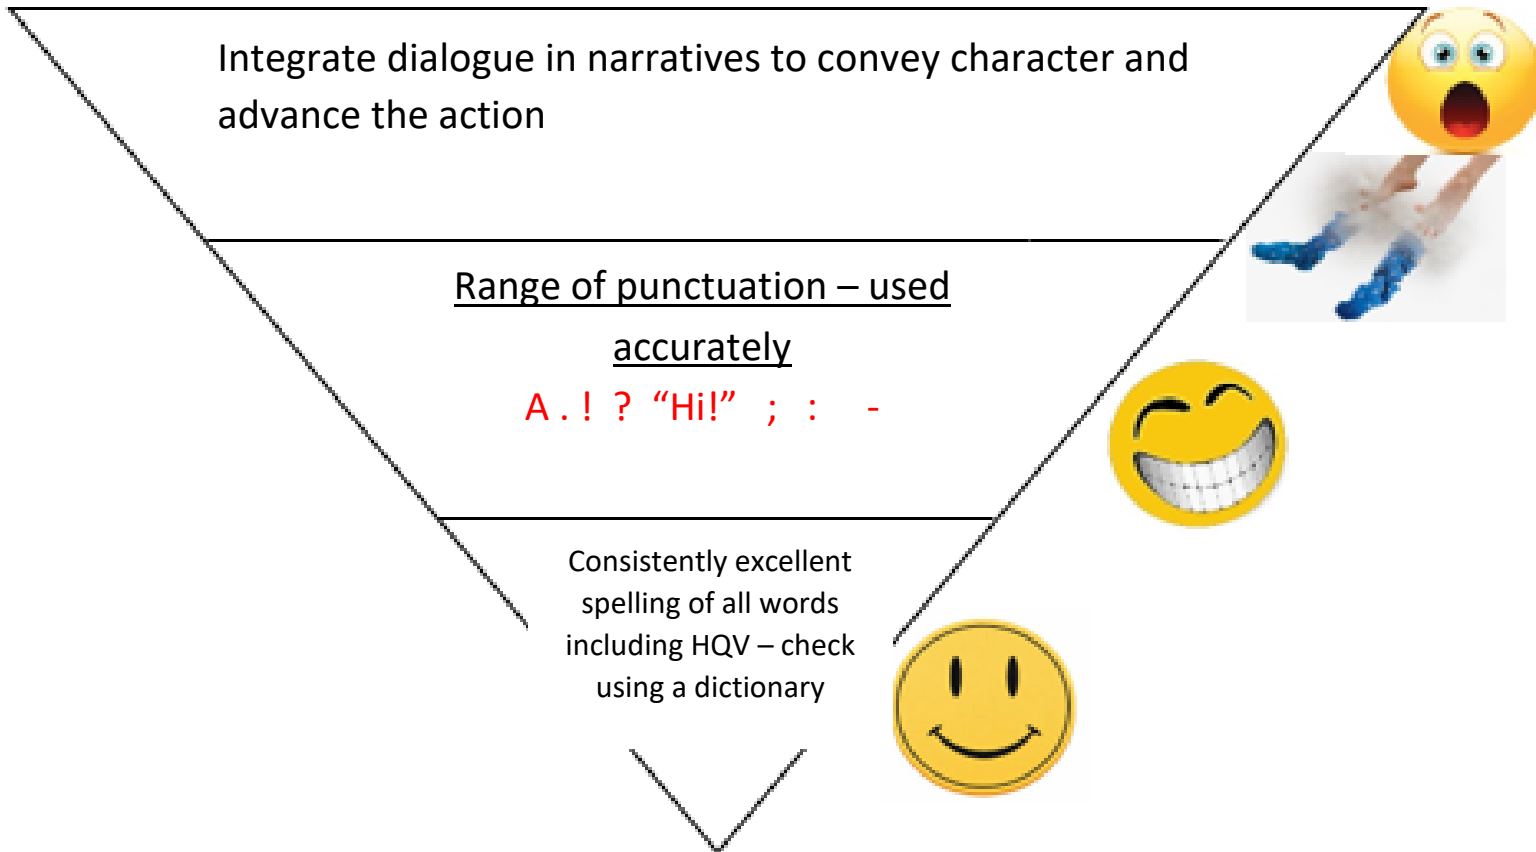 Integrate dialogue in narratives to convey character and
advance the action
Range of punctuation – used
accurately
A . ! ? “Hi!” ; : -
Consistently excellent
spelling of all words
including HQV – check
using a dictionary